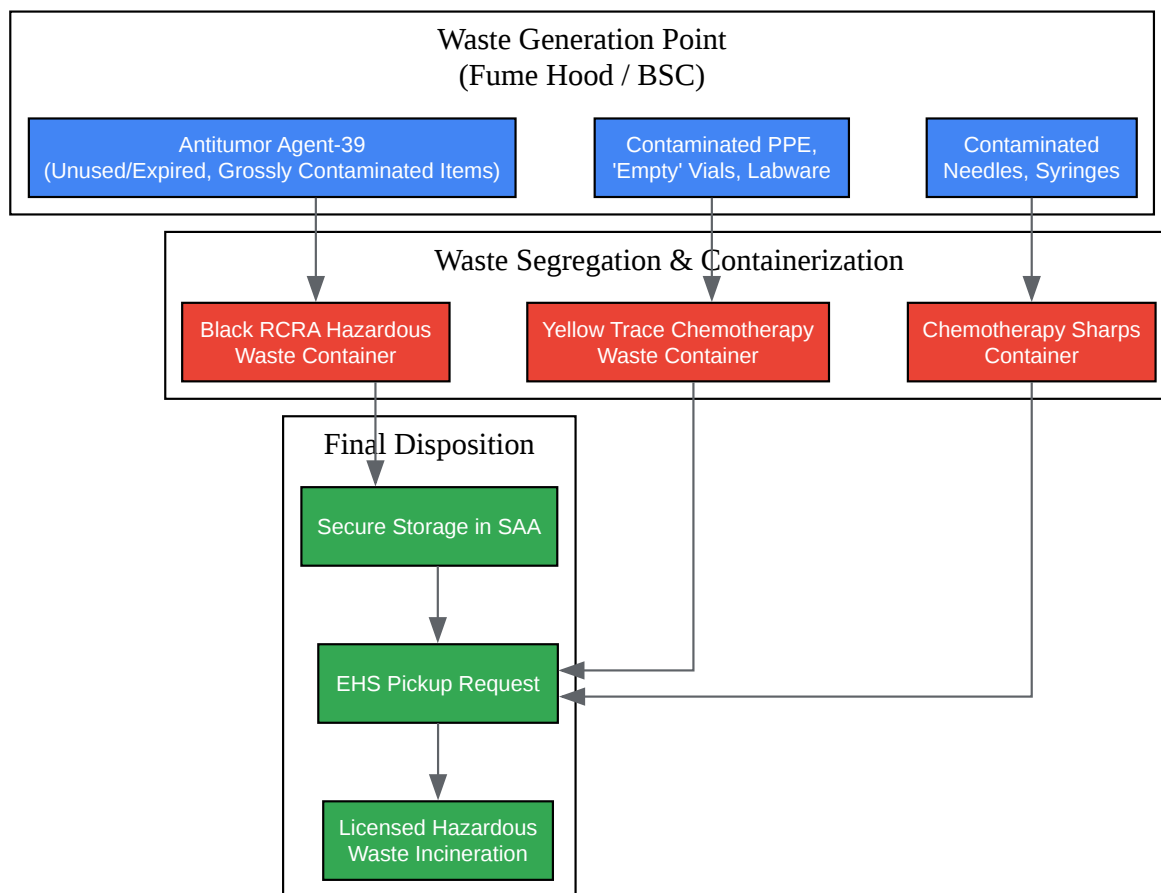 Waste Generation Point
(Fume Hood / BSC)
Antitumor Agent-39
(Unused/Expired, Grossly Contaminated Items)
Contaminated PPE,
'Empty' Vials, Labware
Contaminated
Needles, Syringes
Waste Segregation & Containerization
Black RCRA Hazardous
Waste Container
Yellow Trace Chemotherapy
Waste Container
Chemotherapy Sharps
Container
Final Disposition
Secure Storage in SAA
EHS Pickup Request
Licensed Hazardous
Waste Incineration